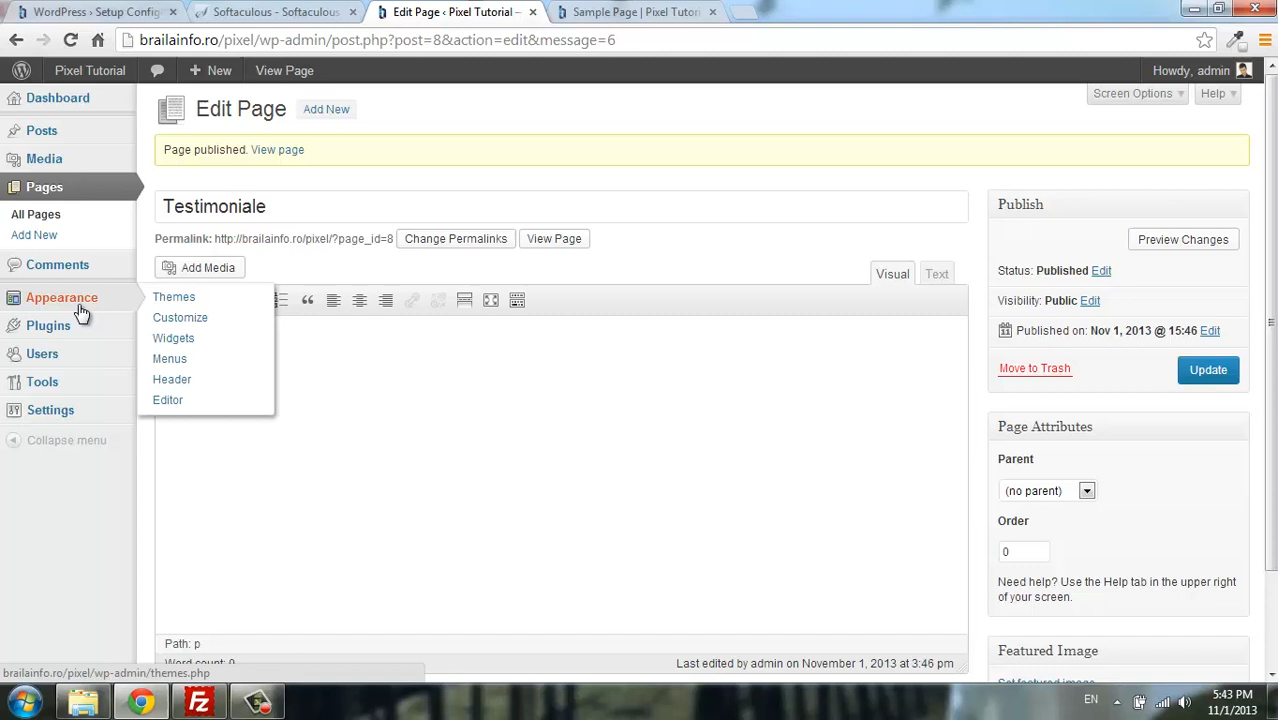 WordPress › Setup Config
Softaculous - Softaculous
Edit Page ‹ Pixel Tutorial —
Sample Page | Pixel Tutori
brailainfo.ro/pixel/wp-admin/post.php?post=8&action=edit&message=6
Pixel Tutorial
New
View Page
Howdy, admin
Dashboard
Posts
Media
Pages
All Pages
Add New
Comments
Appearance
Plugins
Users
Tools
Settings
Collapse menu
Themes
Customize
Widgets
Menus
Header
Editor
Screen Options
Help
Edit Page Add New
Page published. View page
Testimoniale
Permalink: http://brailainfo.ro/pixel/?page_id=8 Change Permalinks View Page
Add Media
Visual
Text
Path: p
Word count: 0
Last edited by admin on November 1, 2013 at 3:46 pm
Publish
Preview Changes
Status: Published Edit
Visibility: Public Edit
Published on: Nov 1, 2013 @ 15:46 Edit
Move to Trash
Update
Page Attributes
Parent
(no parent)
Order
0
Need help? Use the Help tab in the upper right
of your screen.
Featured Image
Set featured image
brailainfo.ro/pixel/wp-admin/themes.php
EN
5:43 PM
11/1/2013